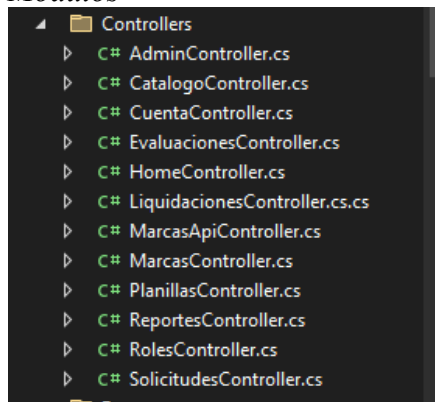 Módulos
Controllers
C# AdminController.cs
C# CatalogoController.cs
C# CuentaController.cs
C# EvaluacionesController.cs
C# HomeController.cs
C# LiquidacionesController.cs.cs
C# MarcasApiController.cs
C# MarcasController.cs
C# PlanillasController.cs
C# ReportesController.cs
C# RolesController.cs
C# SolicitudesController.cs